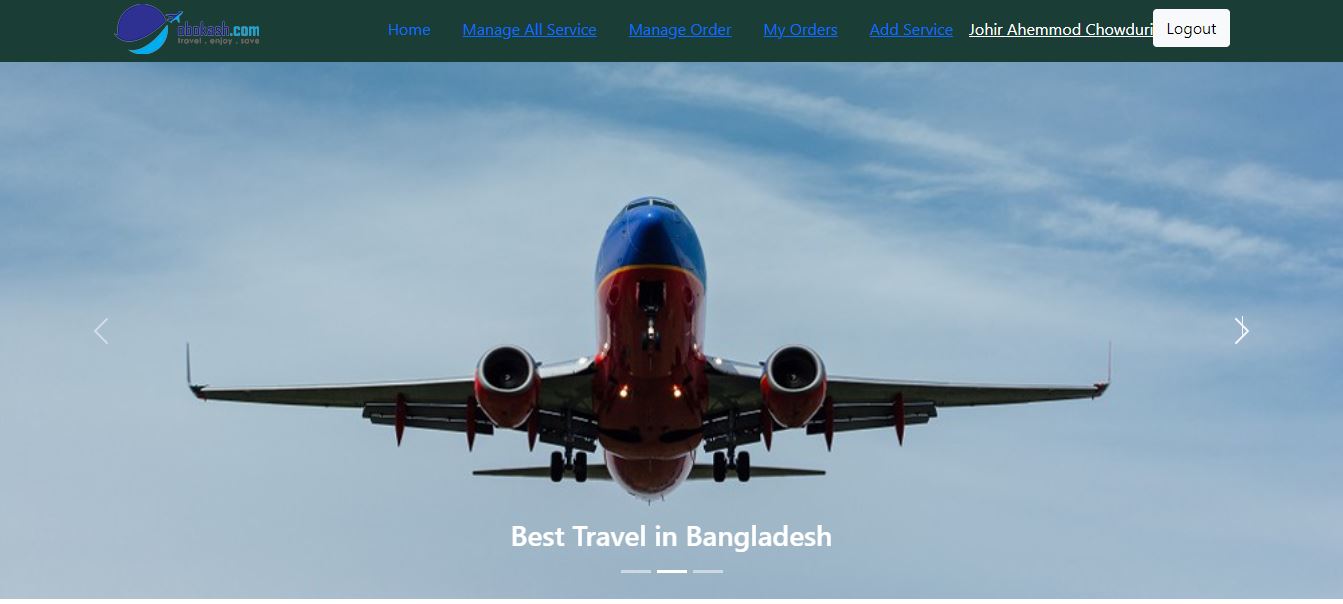 nbokash.com
travel . enjoy . save
Home
Manage All Service
Manage Order
My Orders
Add Service
Johir Ahemmod Chowduri
Logout
Best Travel in Bangladesh